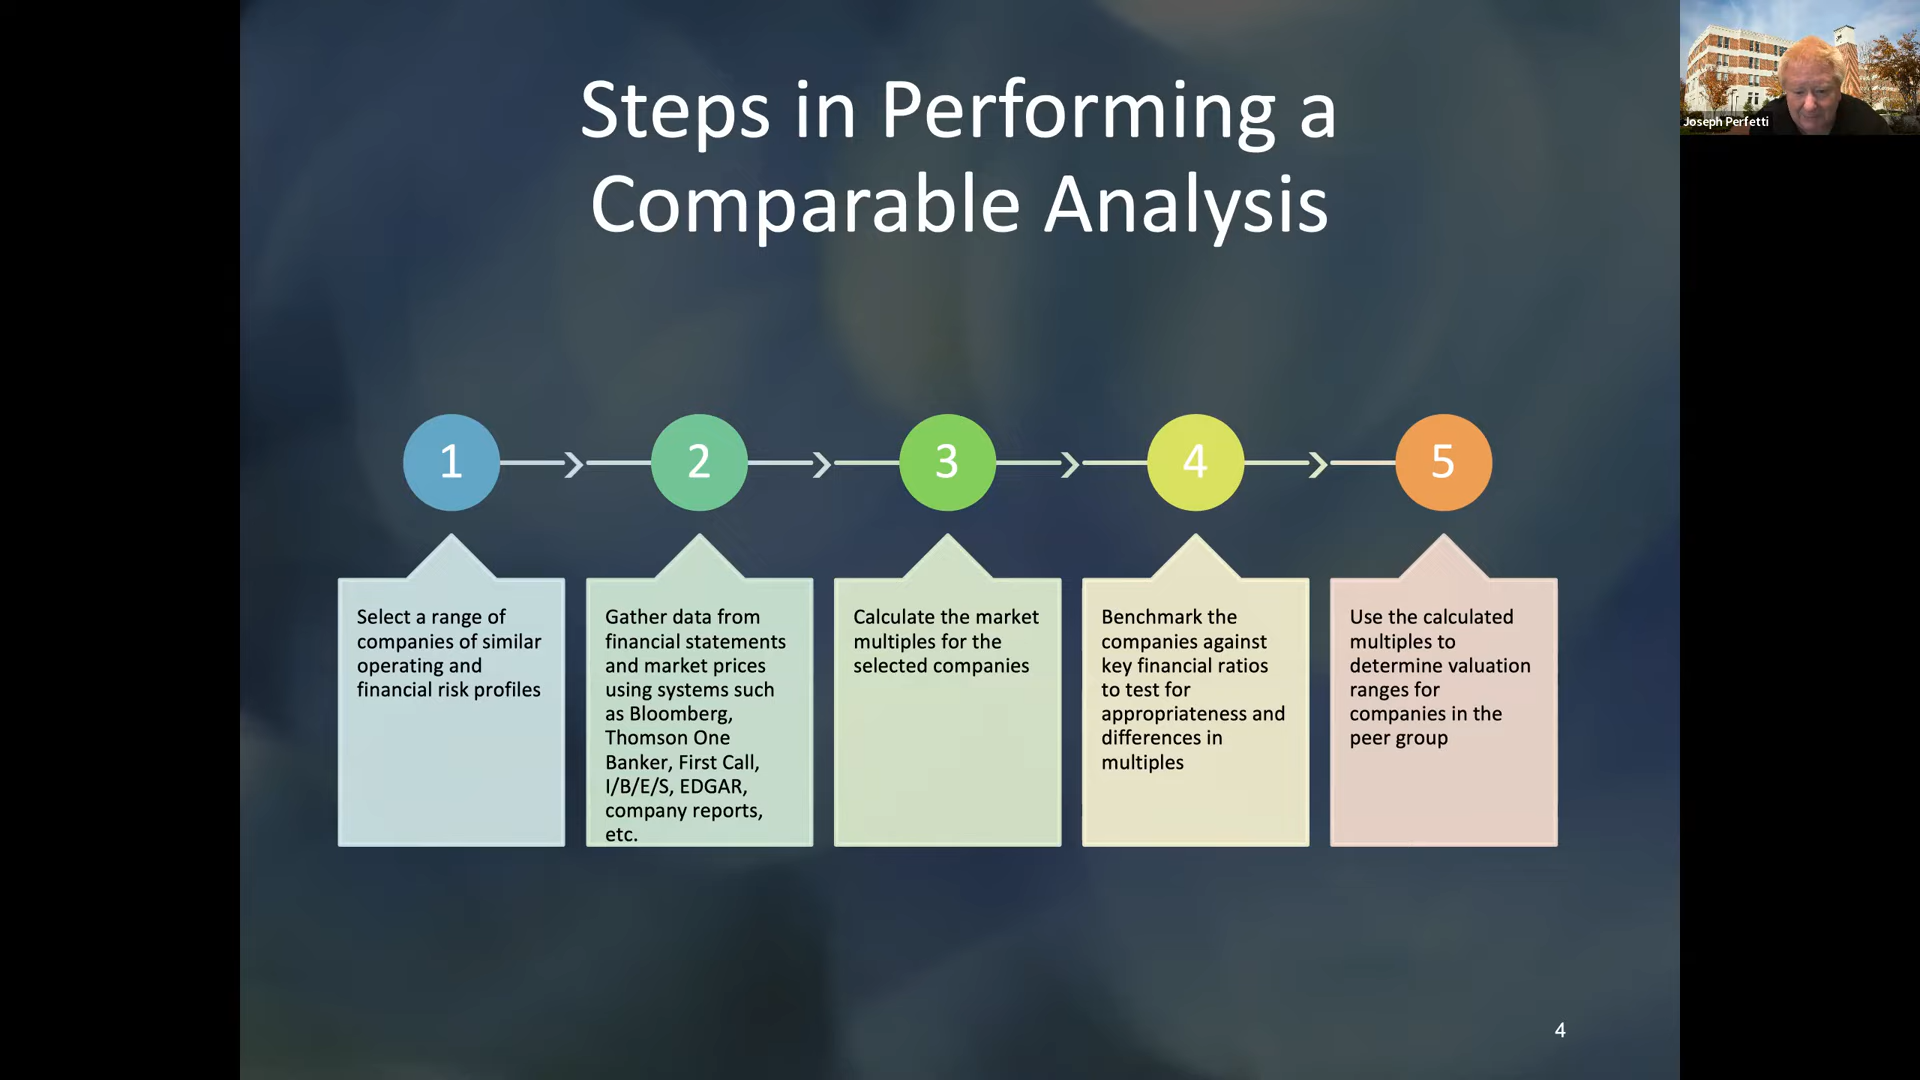 Steps in Performing a
Comparable Analysis
Joseph Perfetti
1
2
3
4
5
Select a range of
companies of similar
operating and
financial risk profiles
Gather data from
financial statements
and market prices
using systems such
as Bloomberg,
Thomson One
Banker, First Call,
I/B/E/S, EDGAR,
company reports,
etc.
Calculate the market
multiples for the
selected companies
Benchmark the
companies against
key financial ratios
to test for
appropriateness and
differences in
multiples
Use the calculated
multiples to
determine valuation
ranges for
companies in the
peer group
4